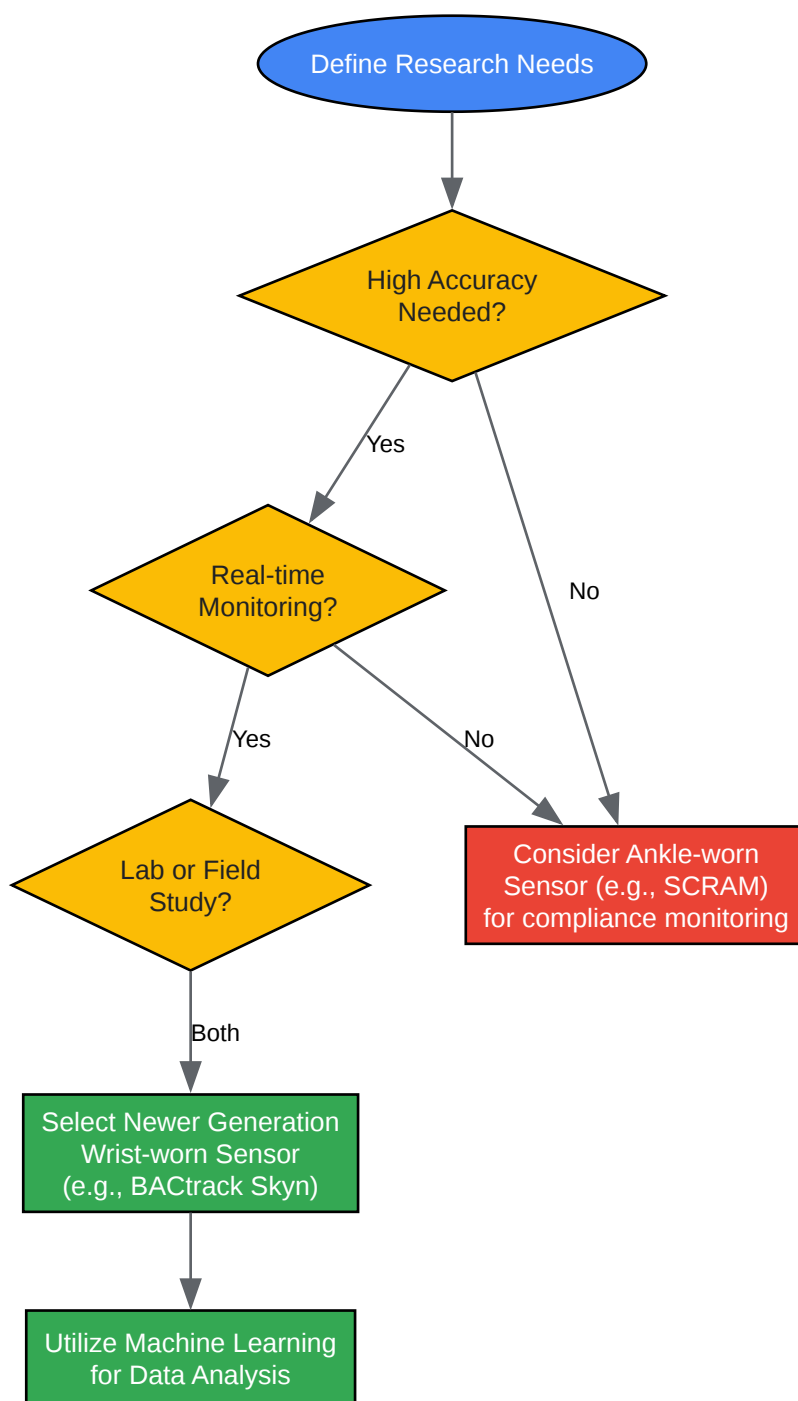 Define Research Needs
High Accuracy
Needed?
Yes
No
Real-time
Monitoring?
Yes
No
Lab or Field
Study?
Consider Ankle-worn
Sensor (e.g., SCRAM)
for compliance monitoring
Both
Select Newer Generation
Wrist-worn Sensor
(e.g., BACtrack Skyn)
Utilize Machine Learning
for Data Analysis